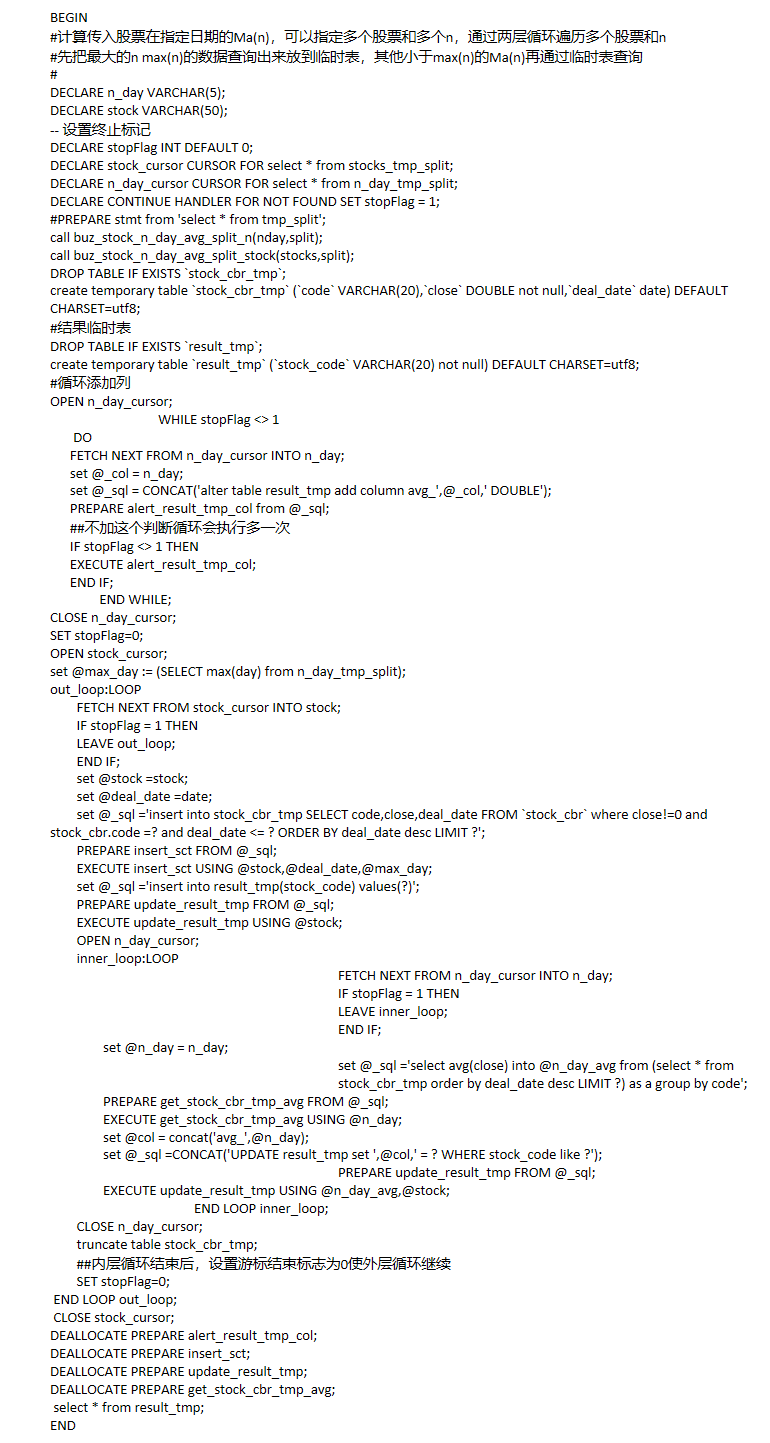 BEGIN
#计算传入股票在指定日期的Ma(n)，可以指定多个股票和多个n，通过两层循环遍历多个股票和n
#先把最大的n max(n)的数据查询出来放到临时表，其他小于max(n)的Ma(n)再通过临时表查询
#
DECLARE n_day VARCHAR(5);
DECLARE stock VARCHAR(50);
-- 设置终止标记
DECLARE stopFlag INT DEFAULT 0;
DECLARE stock_cursor CURSOR FOR select * from stocks_tmp_split;
DECLARE n_day_cursor CURSOR FOR select * from n_day_tmp_split;
DECLARE CONTINUE HANDLER FOR NOT FOUND SET stopFlag = 1;
#PREPARE stmt from 'select * from tmp_split';
call buz_stock_n_day_avg_split_n(nday,split);
call buz_stock_n_day_avg_split_stock(stocks,split);
DROP TABLE IF EXISTS `stock_cbr_tmp`;
create temporary table `stock_cbr_tmp` (`code` VARCHAR(20),`close` DOUBLE not null,`deal_date` date) DEFAULT
CHARSET=utf8;
#结果临时表
DROP TABLE IF EXISTS `result_tmp`;
create temporary table `result_tmp` (`stock_code` VARCHAR(20) not null) DEFAULT CHARSET=utf8;
#循环添加列
OPEN n_day_cursor;
WHILE stopFlag <> 1
DO
FETCH NEXT FROM n_day_cursor INTO n_day;
set @_col = n_day;
set @_sql = CONCAT('alter table result_tmp add column avg_',@_col,' DOUBLE');
PREPARE alert_result_tmp_col from @_sql;
##不加这个判断循环会执行多一次
IF stopFlag <> 1 THEN
EXECUTE alert_result_tmp_col;
END IF;
END WHILE;
CLOSE n_day_cursor;
SET stopFlag=0;
OPEN stock_cursor;
set @max_day := (SELECT max(day) from n_day_tmp_split);
out_loop:LOOP
FETCH NEXT FROM stock_cursor INTO stock;
IF stopFlag = 1 THEN
LEAVE out_loop;
END IF;
set @stock =stock;
set @deal_date =date;
set @_sql ='insert into stock_cbr_tmp SELECT code,close,deal_date FROM `stock_cbr` where close!=0 and
stock_cbr.code =? and deal_date <= ? ORDER BY deal_date desc LIMIT ?';
PREPARE insert_sct FROM @_sql;
EXECUTE insert_sct USING @stock,@deal_date,@max_day;
set @_sql ='insert into result_tmp(stock_code) values(?)';
PREPARE update_result_tmp FROM @_sql;
EXECUTE update_result_tmp USING @stock;
OPEN n_day_cursor;
inner_loop:LOOP
FETCH NEXT FROM n_day_cursor INTO n_day;
IF stopFlag = 1 THEN
LEAVE inner_loop;
END IF;
set @n_day = n_day;
set @_sql ='select avg(close) into @n_day_avg from (select * from
stock_cbr_tmp order by deal_date desc LIMIT ?) as a group by code';
PREPARE get_stock_cbr_tmp_avg FROM @_sql;
EXECUTE get_stock_cbr_tmp_avg USING @n_day;
set @col = concat('avg_',@n_day);
set @_sql =CONCAT('UPDATE result_tmp set ',@col,' = ? WHERE stock_code like ?');
PREPARE update_result_tmp FROM @_sql;
EXECUTE update_result_tmp USING @n_day_avg,@stock;
END LOOP inner_loop;
CLOSE n_day_cursor;
truncate table stock_cbr_tmp;
##内层循环结束后，设置游标结束标志为0使外层循环继续
SET stopFlag=0;
END LOOP out_loop;
CLOSE stock_cursor;
DEALLOCATE PREPARE alert_result_tmp_col;
DEALLOCATE PREPARE insert_sct;
DEALLOCATE PREPARE update_result_tmp;
DEALLOCATE PREPARE get_stock_cbr_tmp_avg;
select * from result_tmp;
END